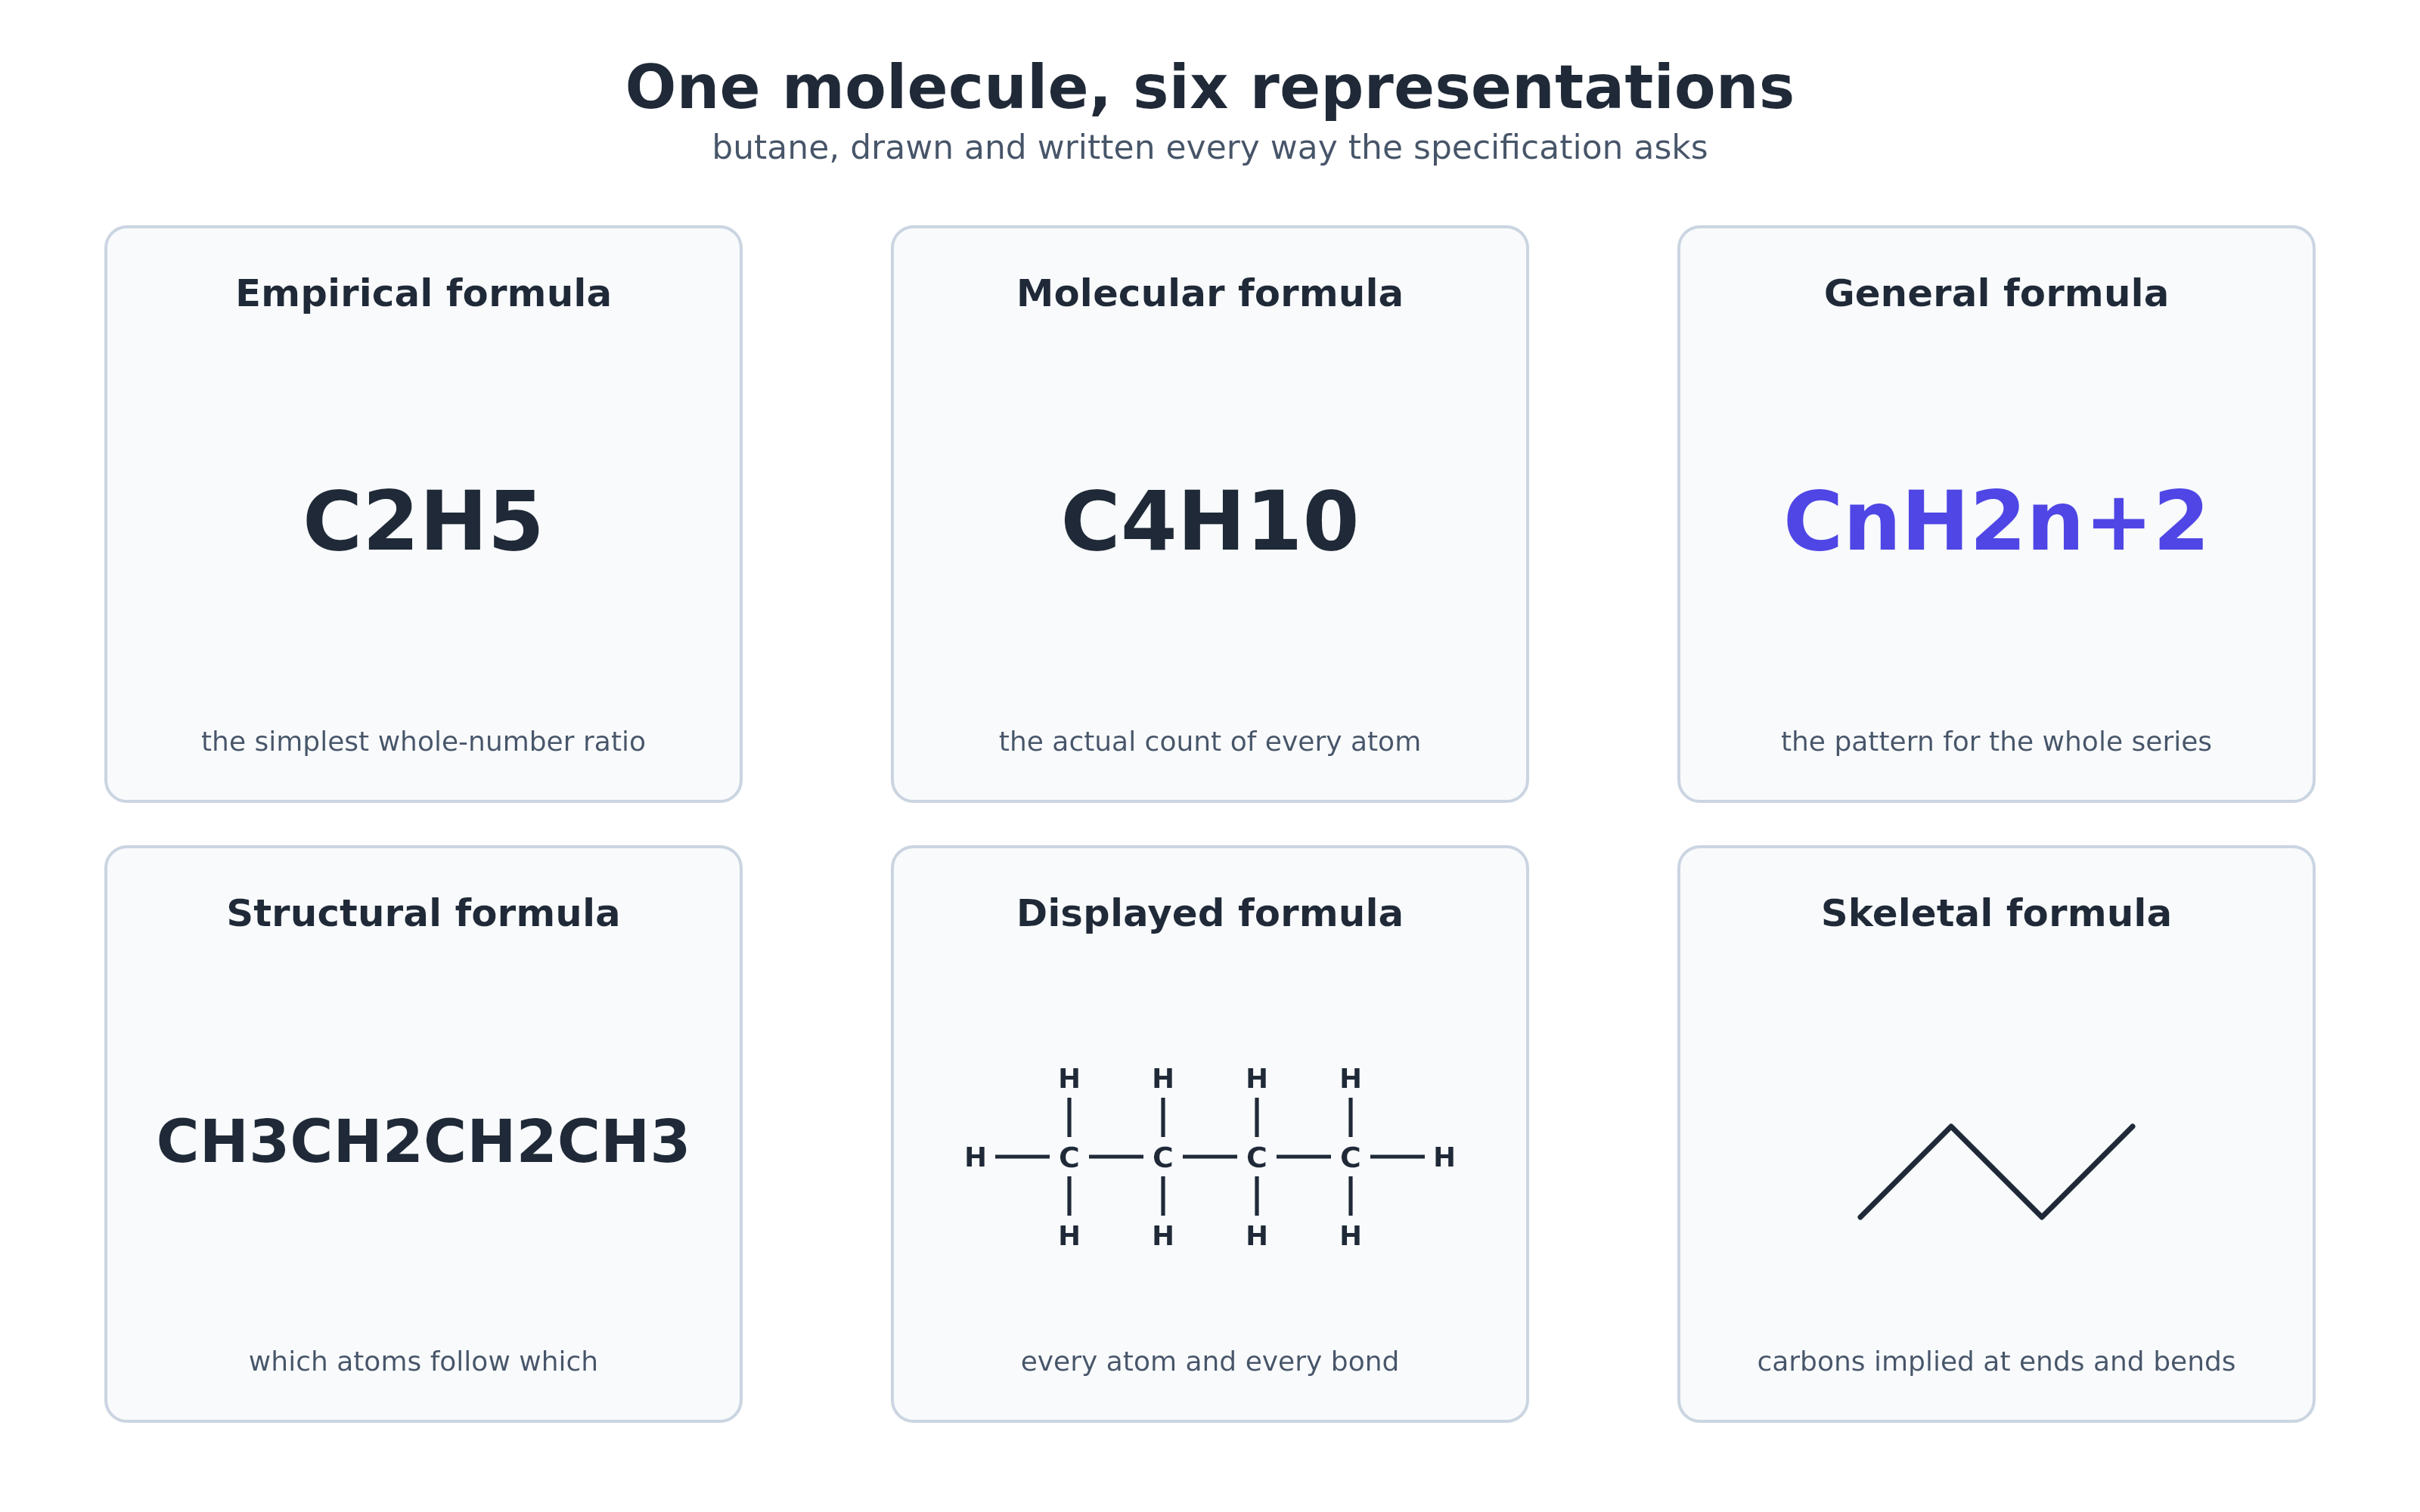 One molecule, six representations
butane, drawn and written every way the specification asks
Empirical formula
C2H5
the simplest whole-number ratio
Molecular formula
C4H10
the actual count of every atom
General formula
CnH2n+2
the pattern for the whole series
Structural formula
CH3CH2CH2CH3
which atoms follow which
Displayed formula
H H H H
H C C C C H
H H H H
every atom and every bond
Skeletal formula
carbons implied at ends and bends